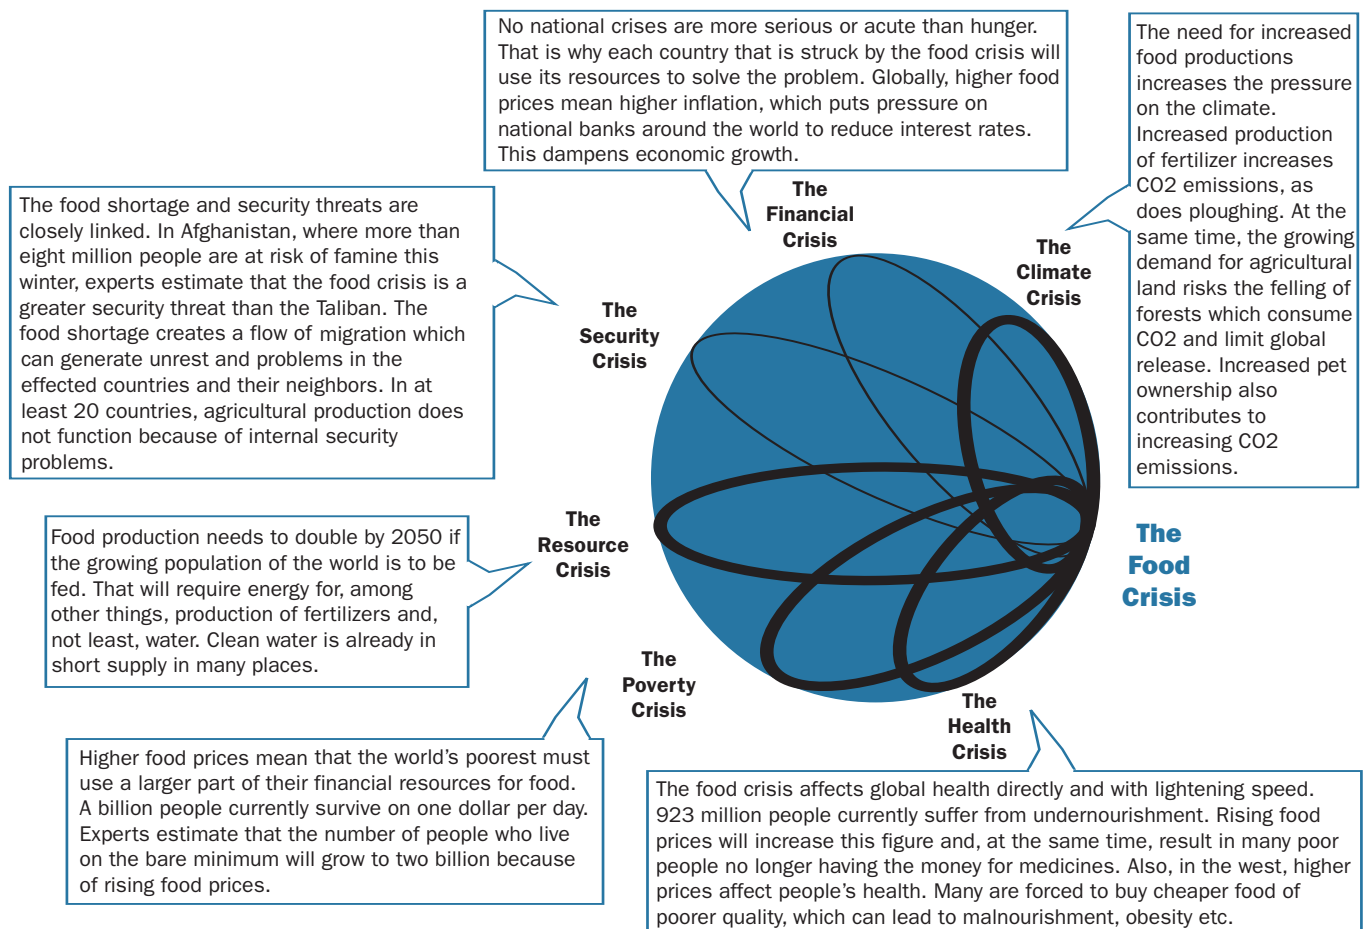 No national crises are more serious or acute than hunger.
That is why each country that is struck by the food crisis will
use its resources to solve the problem. Globally, higher food
prices mean higher inflation, which puts pressure on
national banks around the world to reduce interest rates.
This dampens economic growth.
The need for increased
food productions
increases the pressure
on the climate.
Increased production
of fertilizer increases
CO2 emissions, as
does ploughing. At the
same time, the growing
demand for agricultural
land risks the felling of
forests which consume
CO2 and limit global
release. Increased pet
ownership also
contributes to
increasing CO2
emissions.
The
Financial
Crisis
The
Climate
Crisis
The food shortage and security threats are
closely linked. In Afghanistan, where more than
eight million people are at risk of famine this
winter, experts estimate that the food crisis is a
greater security threat than the Taliban. The
food shortage creates a flow of migration which
can generate unrest and problems in the
effected countries and their neighbors. In at
least 20 countries, agricultural production does
not function because of internal security
problems.
The
Security
Crisis
Food production needs to double by 2050 if
the growing population of the world is to be
fed. That will require energy for, among
other things, production of fertilizers and,
not least, water. Clean water is already in
short supply in many places.
The
Resource
Crisis
The
Food
Crisis
The
Poverty
Crisis
The
Health
Crisis
Higher food prices mean that the world's poorest must
use a larger part of their financial resources for food.
A billion people currently survive on one dollar per day.
Experts estimate that the number of people who live
on the bare minimum will grow to two billion because
of rising food prices.
The food crisis affects global health directly and with lightening speed.
923 million people currently suffer from undernourishment. Rising food
prices will increase this figure and, at the same time, result in many poor
people no longer having the money for medicines. Also, in the west, higher
prices affect people's health. Many are forced to buy cheaper food of
poorer quality, which can lead to malnourishment, obesity etc.